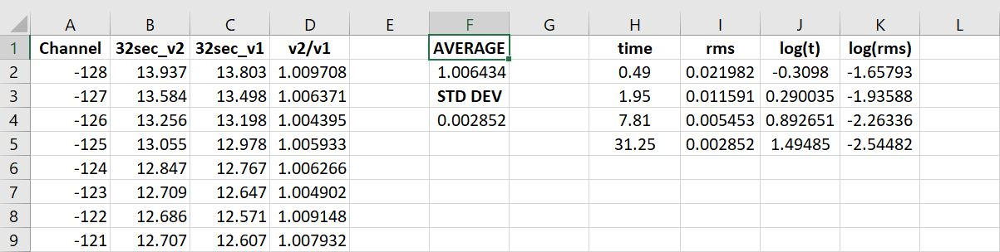 A B C D E F G H I J K L
1 Channel 32sec_v2 32sec_v1 v2/v1 AVERAGE time rms log(t) log(rms)
2 -128 13.937 13.803 1.009708 1.006434 0.49 0.021982 -0.3098 -1.65793
3 -127 13.584 13.498 1.006371 STD DEV 1.95 0.011591 0.290035 -1.93588
4 -126 13.256 13.198 1.004395 0.002852 7.81 0.005453 0.892651 -2.26336
5 -125 13.055 12.978 1.005933 31.25 0.002852 1.49485 -2.54482
6 -124 12.847 12.767 1.006266
7 -123 12.709 12.647 1.004902
8 -122 12.686 12.571 1.009148
9 -121 12.707 12.607 1.007932